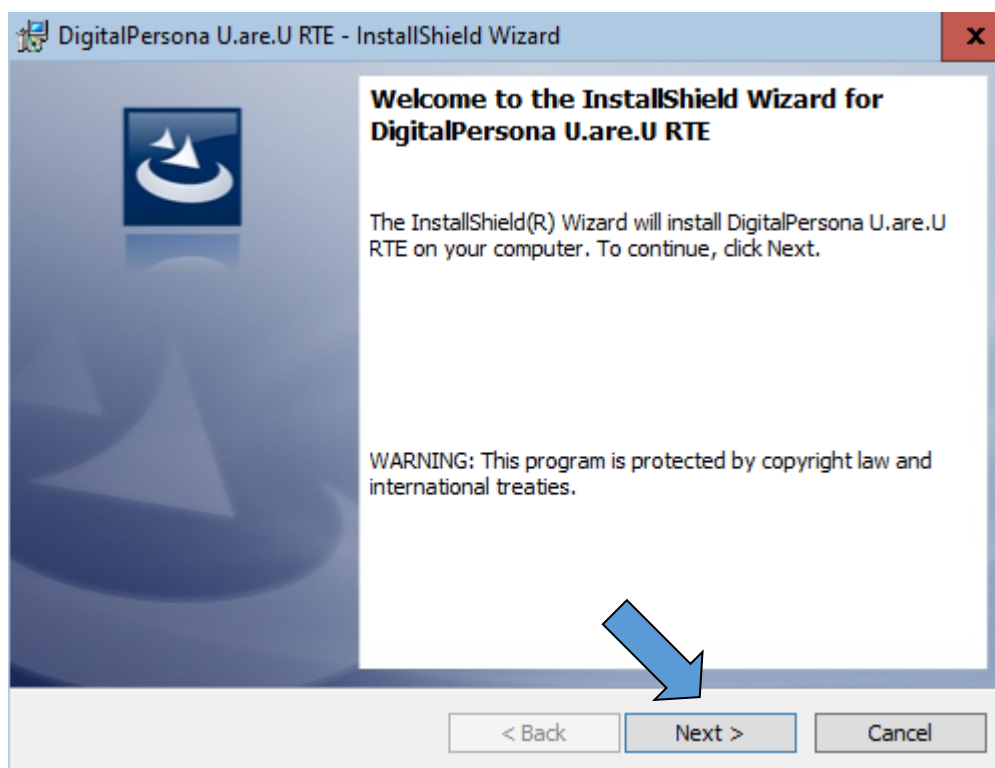 DigitalPersona U.are.U RTE - InstallShield Wizard
x
Welcome to the InstallShield Wizard for
DigitalPersona U.are.U RTE
The InstallShield(R) Wizard will install DigitalPersona U.are.U
RTE on your computer. To continue, click Next.
WARNING: This program is protected by copyright law and
international treaties.
< Back Next > Cancel